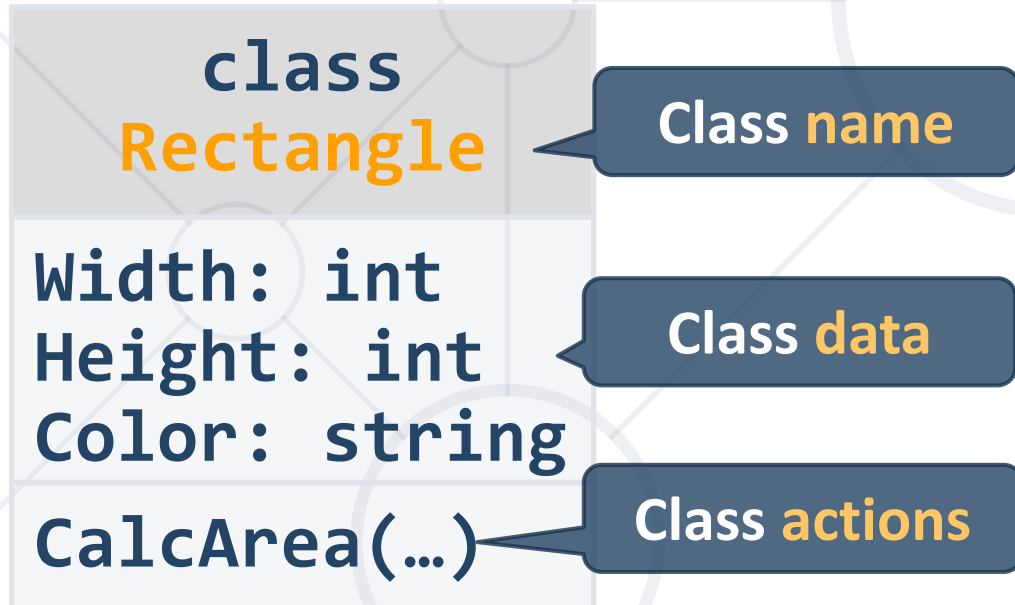 class
Rectangle
Class name
Width: int
Height: int
Color: string
Class data
CalcArea(…)
Class actions